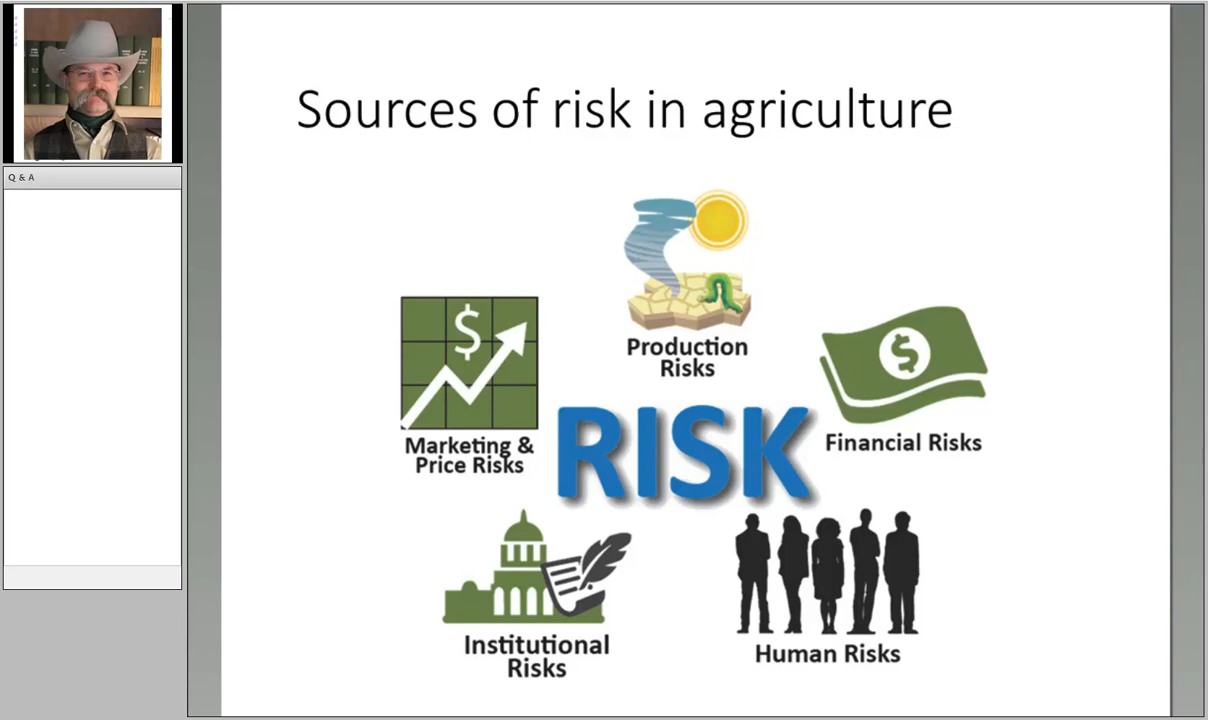 Q & A
Sources of risk in agriculture
$
Production
Risks
$
Marketing &
Price Risks
$
Financial Risks
RISK
Institutional
Risks
Human Risks